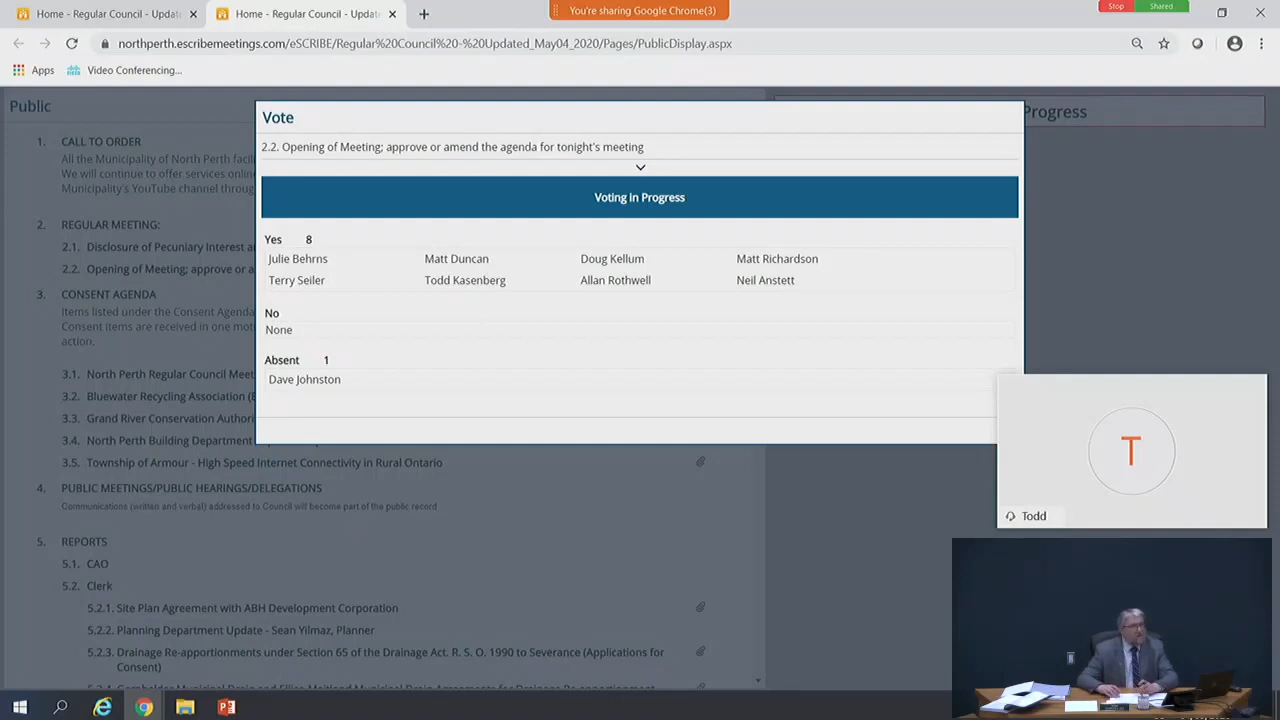 Home - Regular Council - Update
Home - Regular Council - Update
You're sharing Google Chrome(3)
Stop
Shared
northperth.escribemeetings.com/eSCRIBE/Regular%20Council%20-%20Updated_May04_2020/Pages/PublicDisplay.aspx
Apps
Video Conferencing...
Public
Progress
Vote
2.2. Opening of Meeting; approve or amend the agenda for tonight's meeting
Voting in Progress
Yes 8
Julie Behrns Matt Duncan Doug Kellum Matt Richardson
Terry Seiler Todd Kasenberg Allan Rothwell Neil Anstett
No
None
Absent 1
Dave Johnston
1. CALL TO ORDER
All the Municipality of North Perth facil
We will continue to offer services onlin
Municipality's YouTube channel throug
2. REGULAR MEETING:
2.1. Disclosure of Pecuniary Interest a
2.2. Opening of Meeting; approve or a
3. CONSENT AGENDA
Items listed under the Consent Agenda
Consent items are received in one mot
action.
3.1. North Perth Regular Council Meet
3.2. Bluewater Recycling Association (
3.3. Grand River Conservation Authori
3.4. North Perth Building Department
3.5. Township of Armour - High Speed Internet Connectivity in Rural Ontario
4. PUBLIC MEETINGS/PUBLIC HEARINGS/DELEGATIONS
Communications (written and verbal) addressed to Council will become part of the public record
5. REPORTS
5.1. CAO
5.2. Clerk
5.2.1. Site Plan Agreement with ABH Development Corporation
5.2.2. Planning Department Update - Sean Yilmaz, Planner
5.2.3. Drainage Re-apportionments under Section 65 of the Drainage Act. R. S. O. 1990 to Severance (Applications for
Consent)
T
Todd